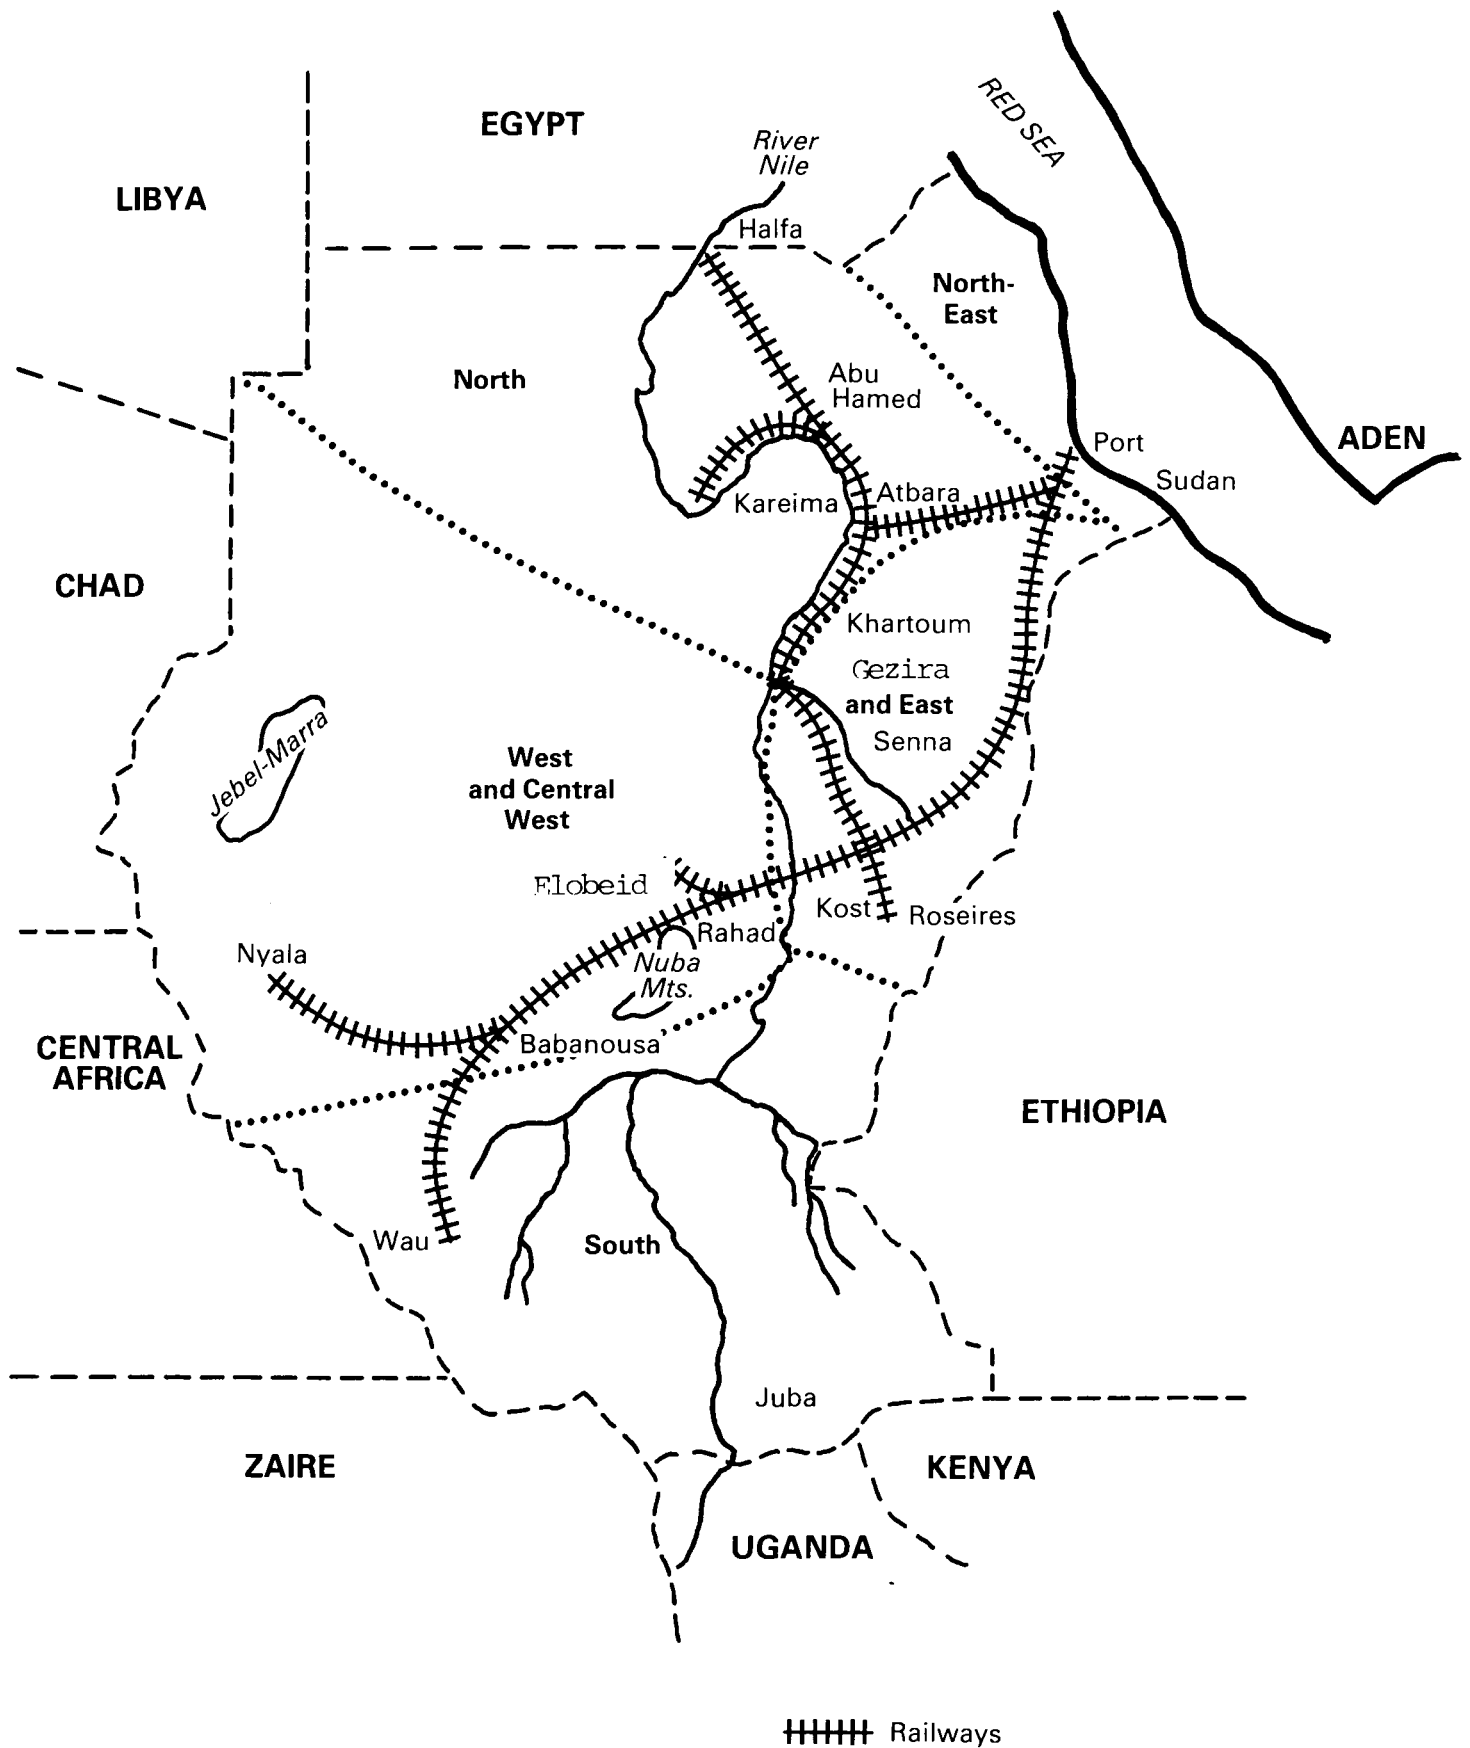 RED SEA
EGYPT
River
Nile
LIBYA
Halfa
North-
East
North
Abu
Hamed
ADEN
Port
Sudan
Kareima
Atbara
CHAD
Khartoum
Gezira
and East
Senna
Jebel-Marra
West
and Central
West
Elobeid
Kost
Roseires
Rahad
Nyala
Nuba
Mts.
Babanousa
CENTRAL
AFRICA
ETHIOPIA
Wau
South
Juba
ZAIRE
KENYA
UGANDA
Railways